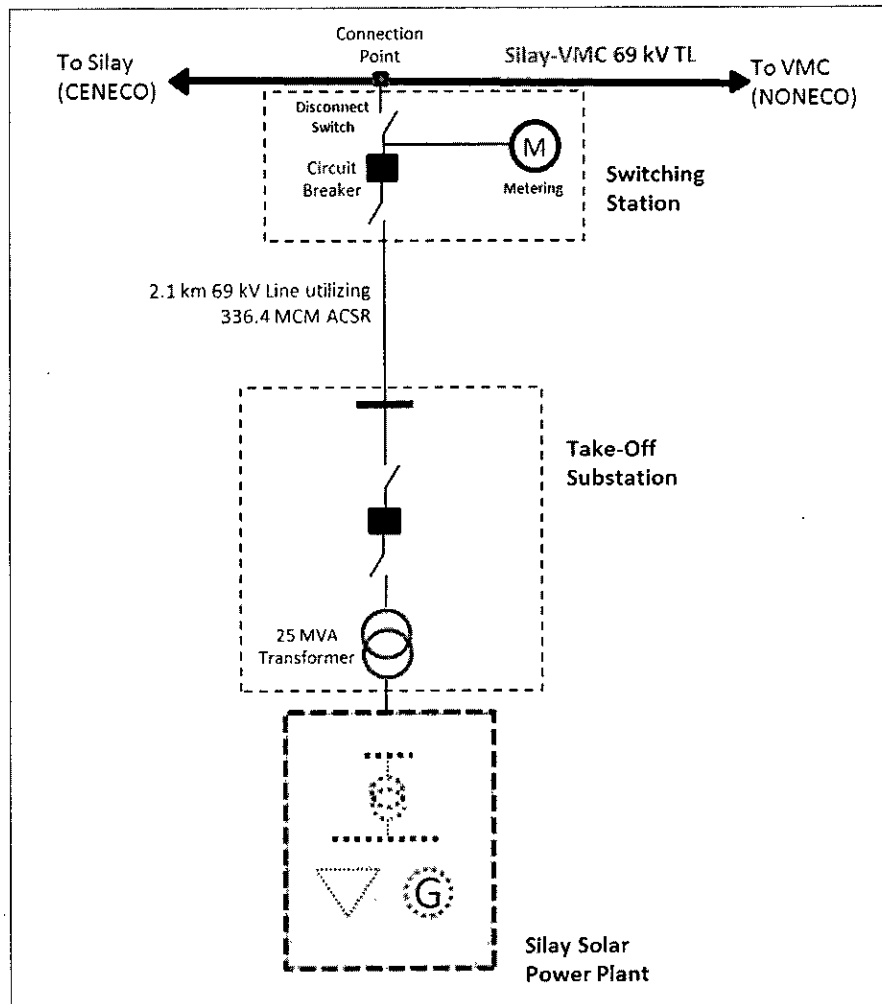 Connection
Point
To Silay
(CENECO)
Silay-VMC 69 kV TL
To VMC
(NONECO)
Disconnect
Switch
M
Circuit
Breaker
Metering
Switching
Station
2.1 km 69 kV Line utilizing
336.4 MCM ACSR
Take-Off
Substation
25 MVA
Transformer
G
Silay Solar
Power Plant